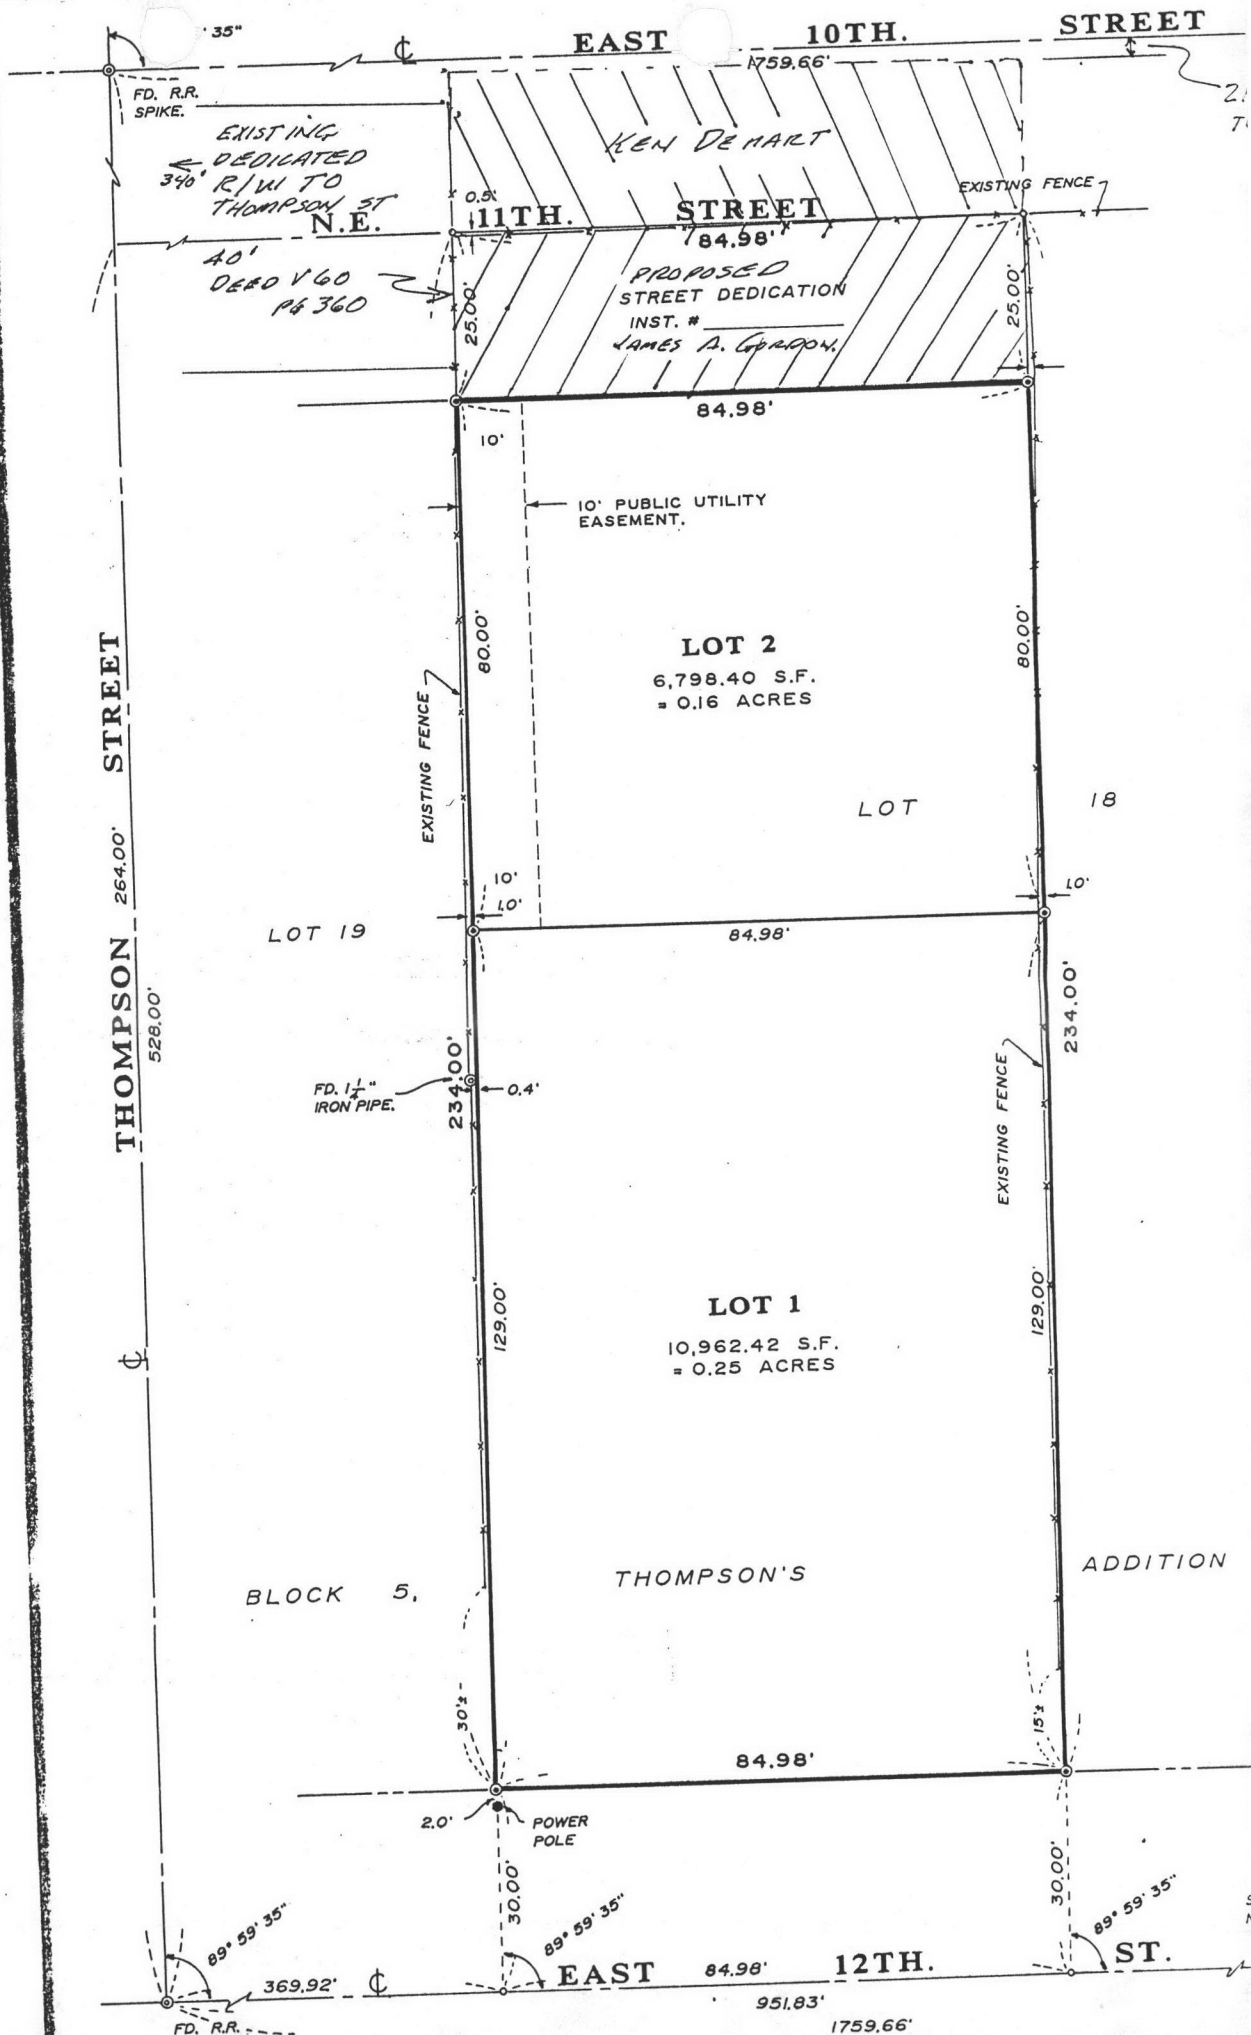 ' 35"
℄ EAST 10TH. STREET
1759.66'
FD. R.R.
SPIKE.
EXISTING
← DEDICATED
340' R/W TO
THOMPSON ST
KEN DEMART
EXISTING FENCE
0.5'
N.E. 11TH. STREET
84.98'
40'
DEED V 60
PG 360
25.00'
PROPOSED
STREET DEDICATION
INST. #
JAMES A. GORDON.
25.00'
84.98'
10'
10' PUBLIC UTILITY
EASEMENT.
80.00'
80.00'
LOT 2
6,798.40 S.F.
= 0.16 ACRES
EXISTING FENCE
THOMPSON STREET
264.00'
528.00'
LOT 18
10'
1.0'
1.0'
LOT 19
84.98'
234.00'
234.00'
FD. 1 1/4"
IRON PIPE.
0.4'
EXISTING FENCE
129.00'
129.00'
LOT 1
10,962.42 S.F.
= 0.25 ACRES
℄
BLOCK 5, THOMPSON'S ADDITION
30'±
15'±
84.98'
2.0'
POWER
POLE
30.00'
30.00'
89° 59' 35"
89° 59' 35"
89° 59' 35"
369.92' ℄ EAST 84.98' 12TH. ST.
951.83'
1759.66'
FD. R.R.